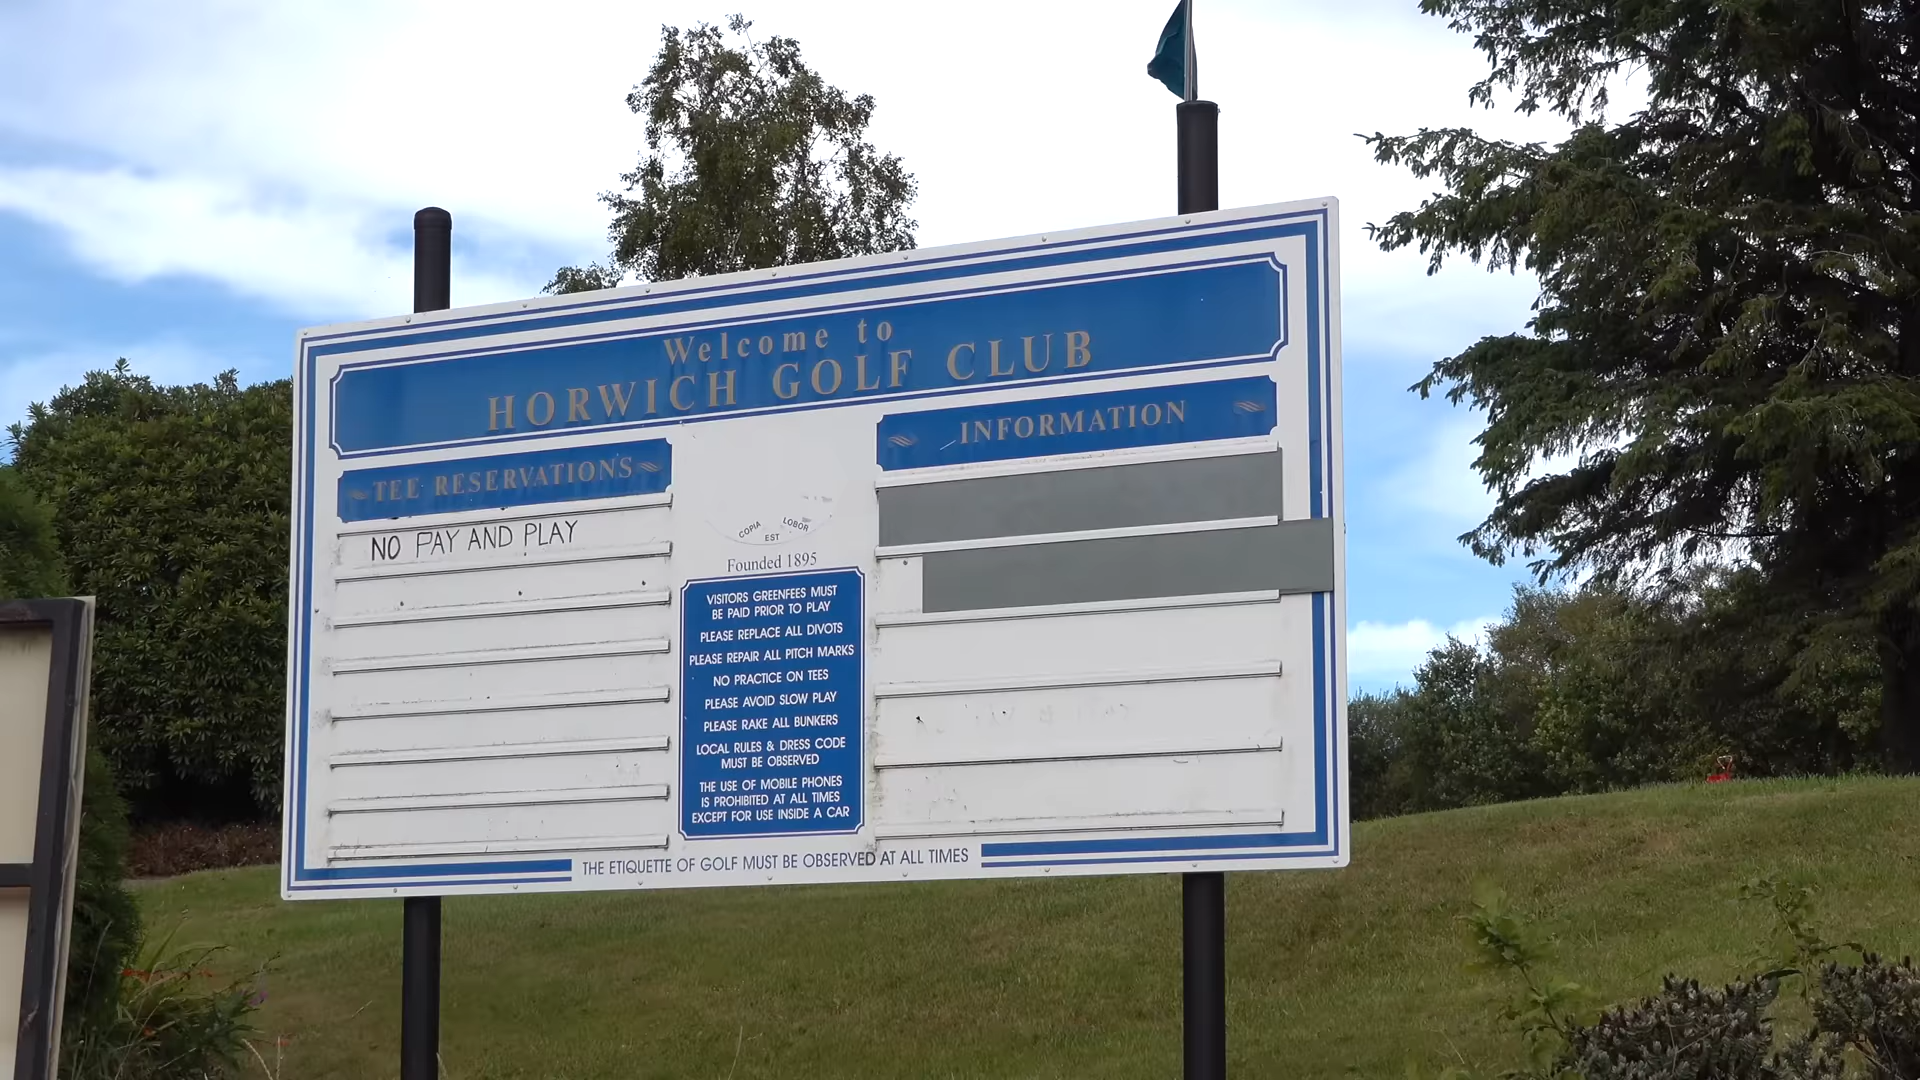 Welcome to
HORWICH GOLF CLUB
TEE RESERVATIONS
NO PAY AND PLAY
COPIA EST LOBOR
Founded 1895
VISITORS GREENFEES MUST
BE PAID PRIOR TO PLAY
PLEASE REPLACE ALL DIVOTS
PLEASE REPAIR ALL PITCH MARKS
NO PRACTICE ON TEES
PLEASE AVOID SLOW PLAY
PLEASE RAKE ALL BUNKERS
LOCAL RULES & DRESS CODE
MUST BE OBSERVED
THE USE OF MOBILE PHONES
IS PROHIBITED AT ALL TIMES
EXCEPT FOR USE INSIDE A CAR
INFORMATION
THE ETIQUETTE OF GOLF MUST BE OBSERVED AT ALL TIMES